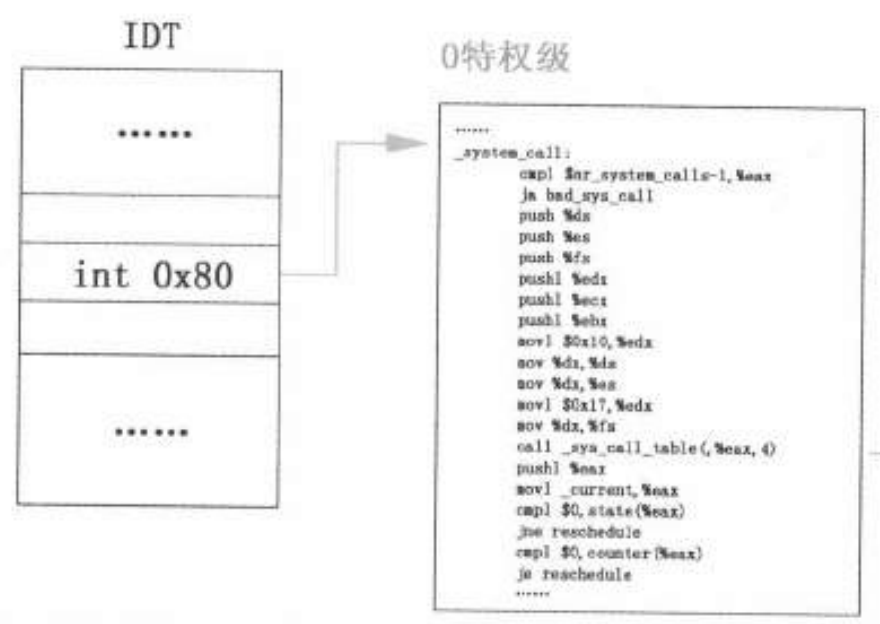 IDT
0特权级
……
int 0x80
……
……
_system_call:
cmpl $nr_system_calls-1,%eax
ja bad_sys_call
push %ds
push %es
push %fs
pushl %edx
pushl %ecx
pushl %ebx
movl $0x10,%edx
mov %dx,%ds
mov %dx,%es
movl $0x17,%edx
mov %dx,%fs
call _sys_call_table(,%eax,4)
pushl %eax
movl _current,%eax
cmpl $0,state(%eax)
jne reschedule
cmpl $0,counter(%eax)
je reschedule
……